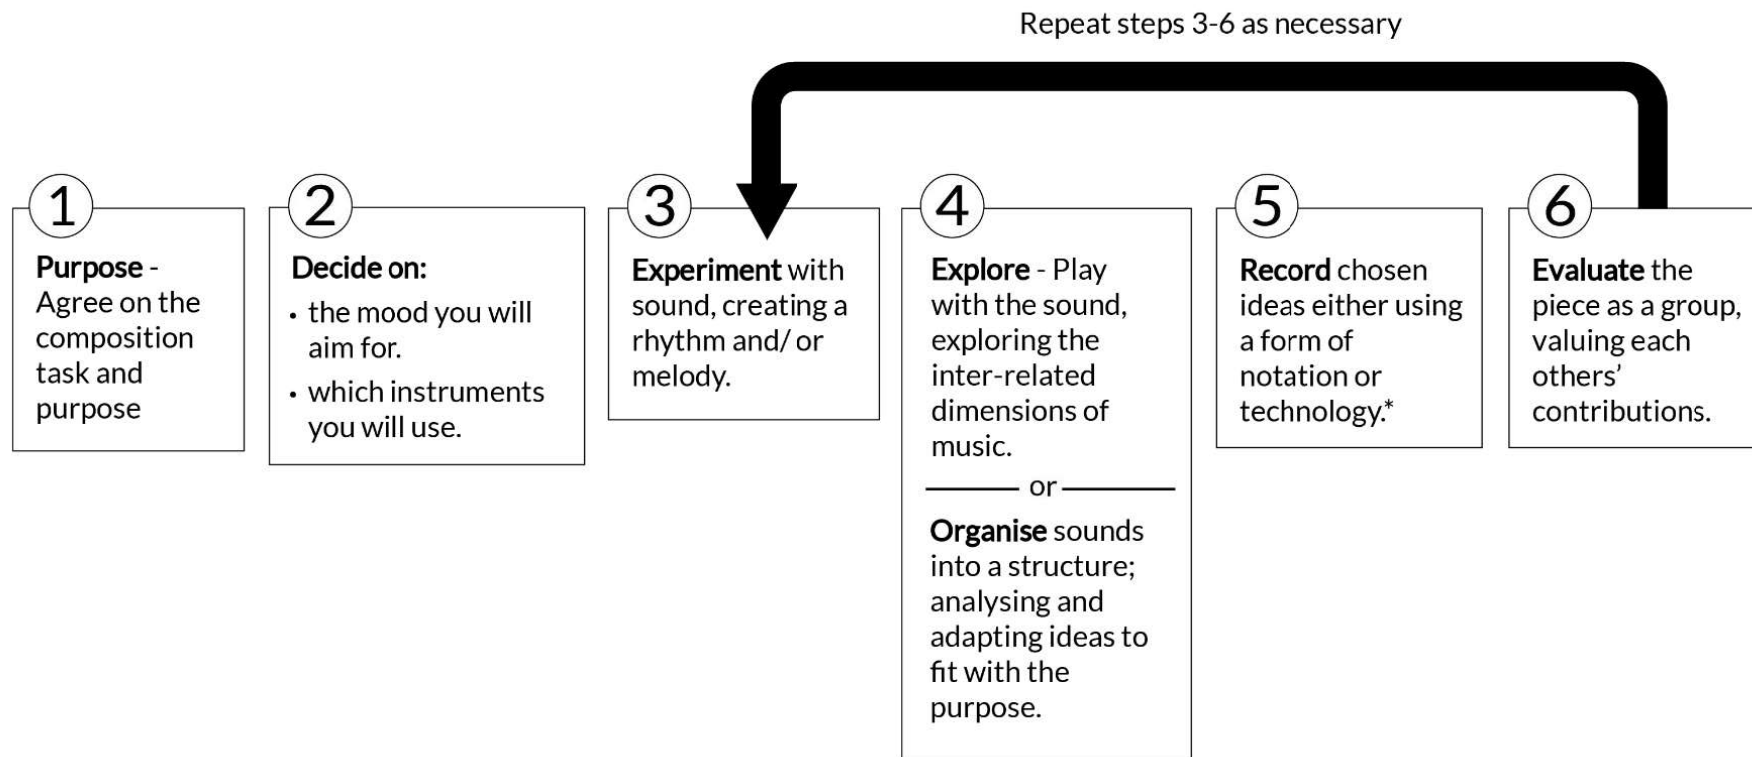 Repeat steps 3-6 as necessary
1
Purpose -
Agree on the
composition
task and
purpose
2
Decide on:
• the mood you will
aim for.
• which instruments
you will use.
3
Experiment with
sound, creating a
rhythm and/ or
melody.
4
Explore - Play
with the sound,
exploring the
inter-related
dimensions of
music.
or
Organise sounds
into a structure;
analysing and
adapting ideas to
fit with the
purpose.
5
Record chosen
ideas either using
a form of
notation or
technology.*
6
Evaluate the
piece as a group,
valuing each
others’
contributions.